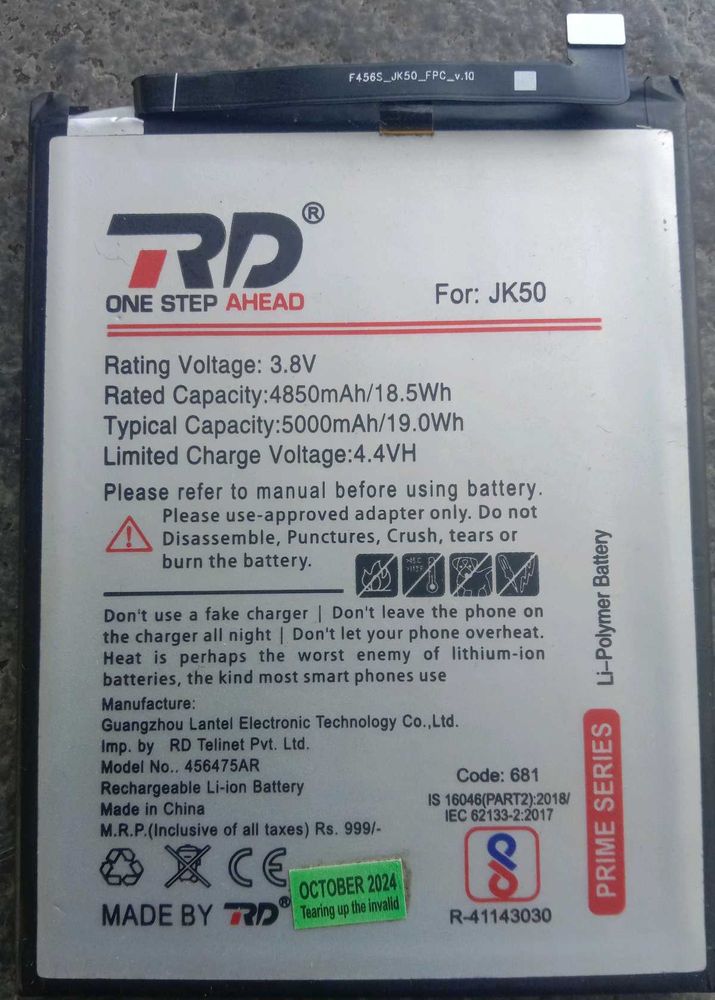 F456S_JK50_FPC_v.10
RD®
ONE STEP AHEAD
For: JK50
Rating Voltage: 3.8V
Rated Capacity:4850mAh/18.5Wh
Typical Capacity:5000mAh/19.0Wh
Limited Charge Voltage:4.4VH
Please refer to manual before using battery.
Please use-approved adapter only. Do not
Disassemble, Punctures, Crush, tears or
burn the battery.
Don't use a fake charger | Don't leave the phone on
the charger all night | Don't let your phone overheat.
Heat is perhaps the worst enemy of lithium-ion
batteries, the kind most smart phones use
Li-Polymer Battery
Manufacture:
Guangzhou Lantel Electronic Technology Co.,Ltd.
Imp. by RD Telinet Pvt. Ltd.
Model No.. 456475AR
Rechargeable Li-ion Battery
Made in China
M.R.P.(Inclusive of all taxes) Rs. 999/-
Code: 681
IS 16046(PART2):2018/
IEC 62133-2:2017
PRIME SERIES
CE
MADE BY RD®
OCTOBER 2024
Tearing up the invalid
R-41143030